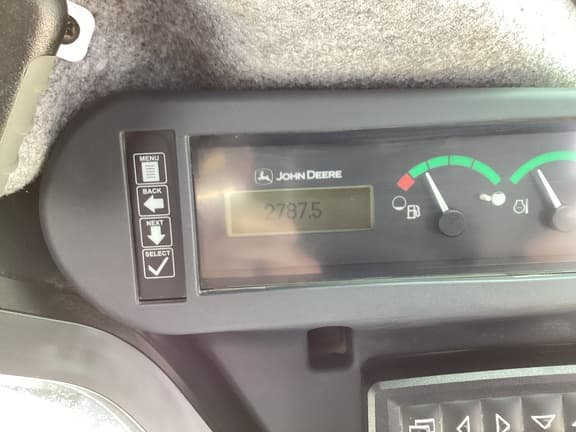 MENU
BACK
NEXT
SELECT
JOHN DEERE
2787.5